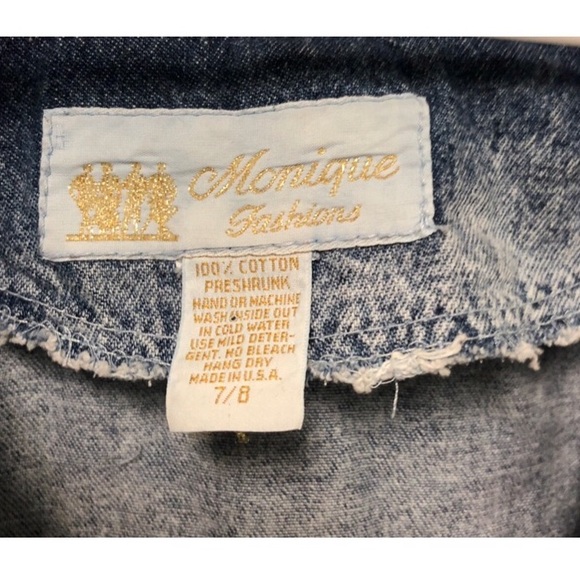 Monique
Fashions
100% COTTON
PRESHRUNK
HAND OR MACHINE
WASH INSIDE OUT
IN COLD WATER
USE MILD DETER-
GENT. NO BLEACH
HANG DRY
MADE IN U.S.A.
7/8